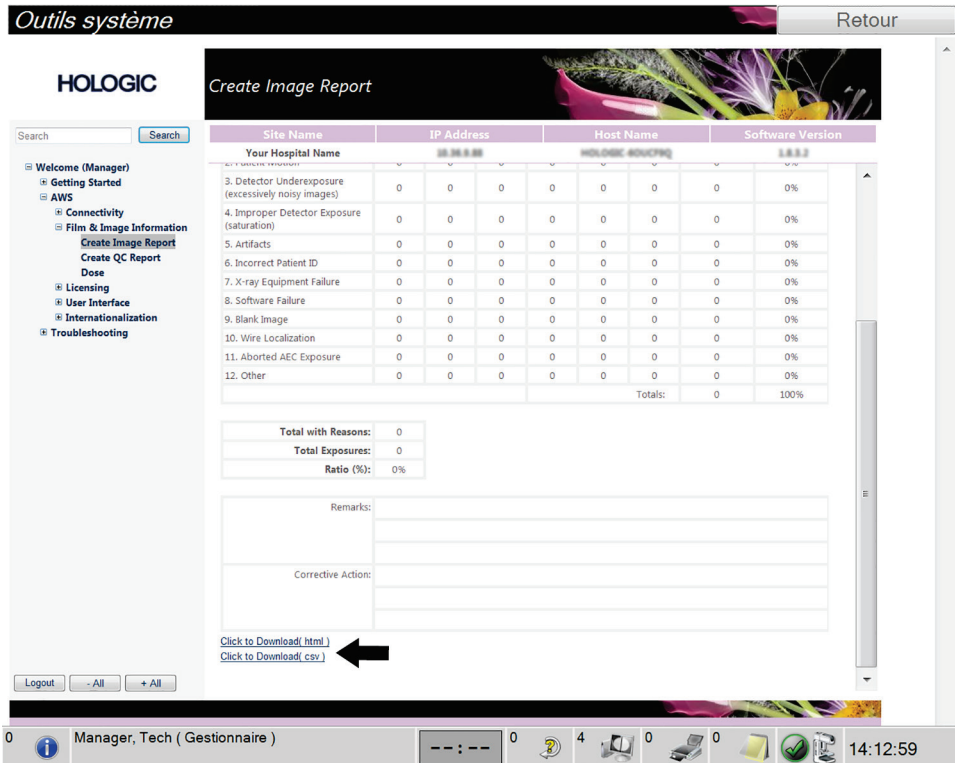 Outils système
Retour
HOLOGIC
Create Image Report
Search
Search
Site Name IP Address Host Name Software Version
Your Hospital Name
Welcome (Manager)
Getting Started
AWS
Connectivity
Film & Image Information
Create Image Report
Create QC Report
Dose
Licensing
User Interface
Internationalization
Troubleshooting
3. Detector Underexposure
(excessively noisy images) 0 0 0 0 0 0 0 0%
4. Improper Detector Exposure
(saturation) 0 0 0 0 0 0 0 0%
5. Artifacts 0 0 0 0 0 0 0 0%
6. Incorrect Patient ID 0 0 0 0 0 0 0 0%
7. X-ray Equipment Failure 0 0 0 0 0 0 0 0%
8. Software Failure 0 0 0 0 0 0 0 0%
9. Blank Image 0 0 0 0 0 0 0 0%
10. Wire Localization 0 0 0 0 0 0 0 0%
11. Aborted AEC Exposure 0 0 0 0 0 0 0 0%
12. Other 0 0 0 0 0 0 0 0%
Totals: 0 100%
Total with Reasons: 0
Total Exposures: 0
Ratio (%): 0%
Remarks:
Corrective Action:
Click to Download( html )
Click to Download( csv )
Logout - All + All
0 Manager, Tech ( Gestionnaire ) --:-- 0 4 0 0 14:12:59